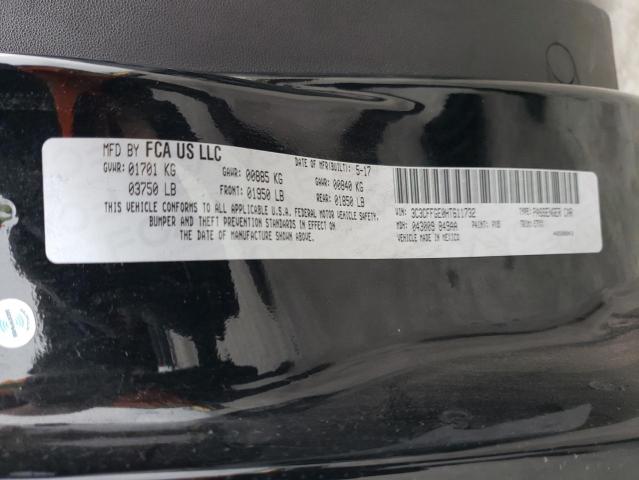 MFD BY FCA US LLC
DATE OF MFR(BUILT): 5-17
GVWR: 01701 KG
GAWR: 00885 KG
GAWR: 00840 KG
03750 LB
FRONT: 01950 LB
REAR: 01850 LB
THIS VEHICLE CONFORMS TO ALL APPLICABLE U.S.A. FEDERAL MOTOR VEHICLE SAFETY,
BUMPER AND THEFT PREVENTION STANDARDS IN EFFECT ON
THE DATE OF MANUFACTURE SHOWN ABOVE.
VIN: 3C3CFFGE0HT611732
TYPE: PASSENGER CAR
MDH: 043009 849AA
PAINT:
TRIM:
VEHICLE MADE IN MEXICO